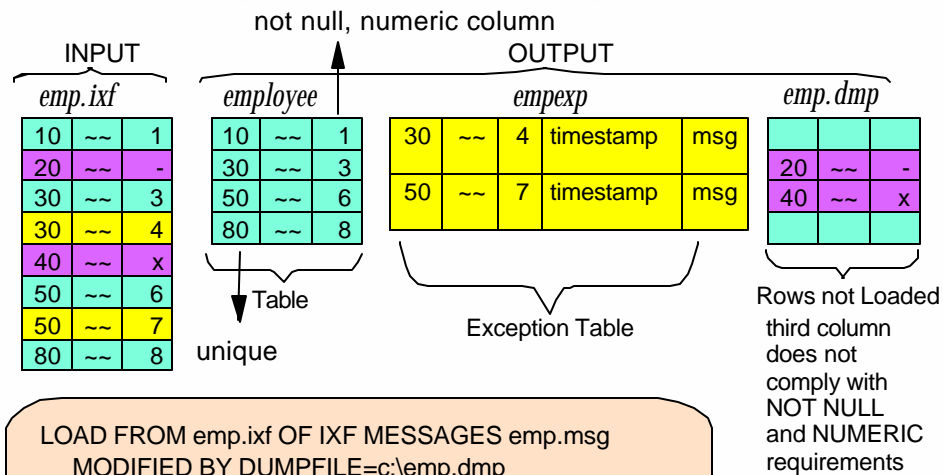 not null, numeric column
INPUT
OUTPUT
emp.ixf
employee
empexp
emp.dmp
10 ~~ 1
20 ~~ -
30 ~~ 3
30 ~~ 4
40 ~~ x
50 ~~ 6
50 ~~ 7
80 ~~ 8
10 ~~ 1
30 ~~ 3
50 ~~ 6
80 ~~ 8
30 ~~ 4 timestamp msg
50 ~~ 7 timestamp msg
20 ~~ -
40 ~~ x
Table
unique
Exception Table
Rows not Loaded
third column
does not
comply with
NOT NULL
and NUMERIC
requirements
LOAD FROM emp.ixf OF IXF MESSAGES emp.msg
MODIFIED BY DUMPFILE=c:\emp.dmp